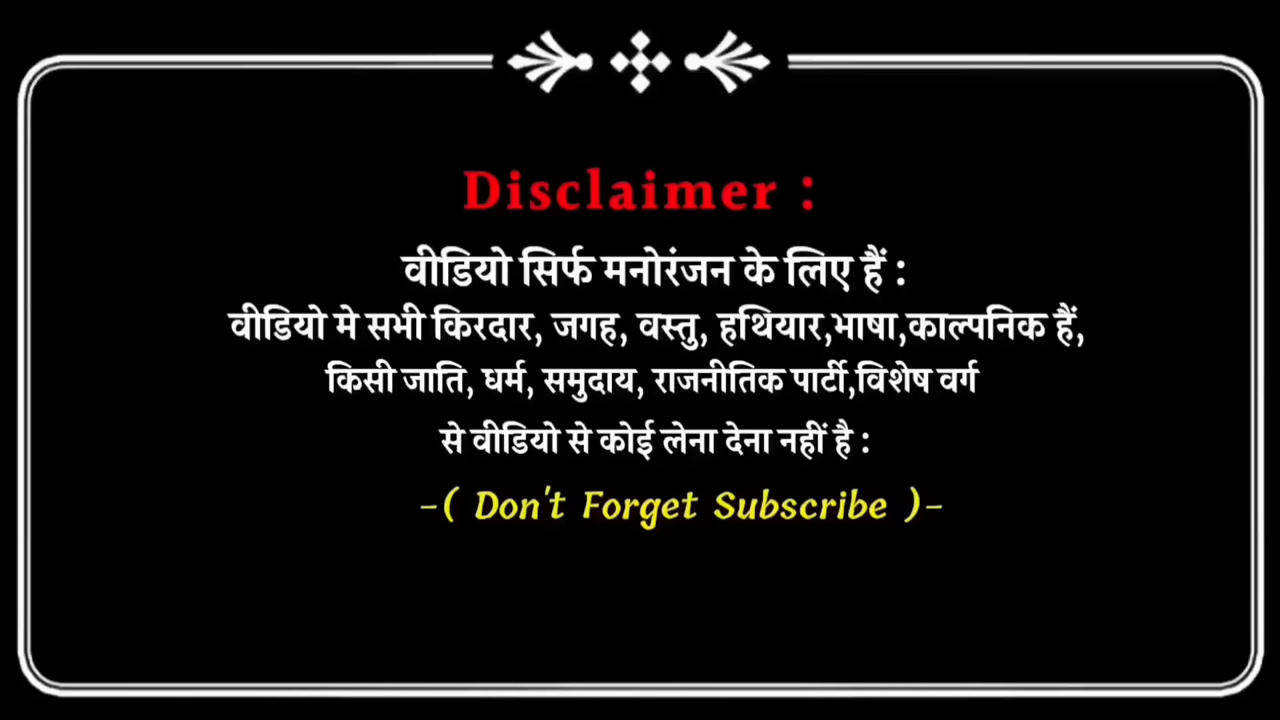 Disclaimer :
वीडियो सिर्फ मनोरंजन के लिए हैं :
वीडियो मे सभी किरदार, जगह, वस्तु, हथियार,भाषा,काल्पनिक हैं,
किसी जाति, धर्म, समुदाय, राजनीतिक पार्टी,विशेष वर्ग
से वीडियो से कोई लेना देना नहीं है :
-( Don't Forget Subscribe )-